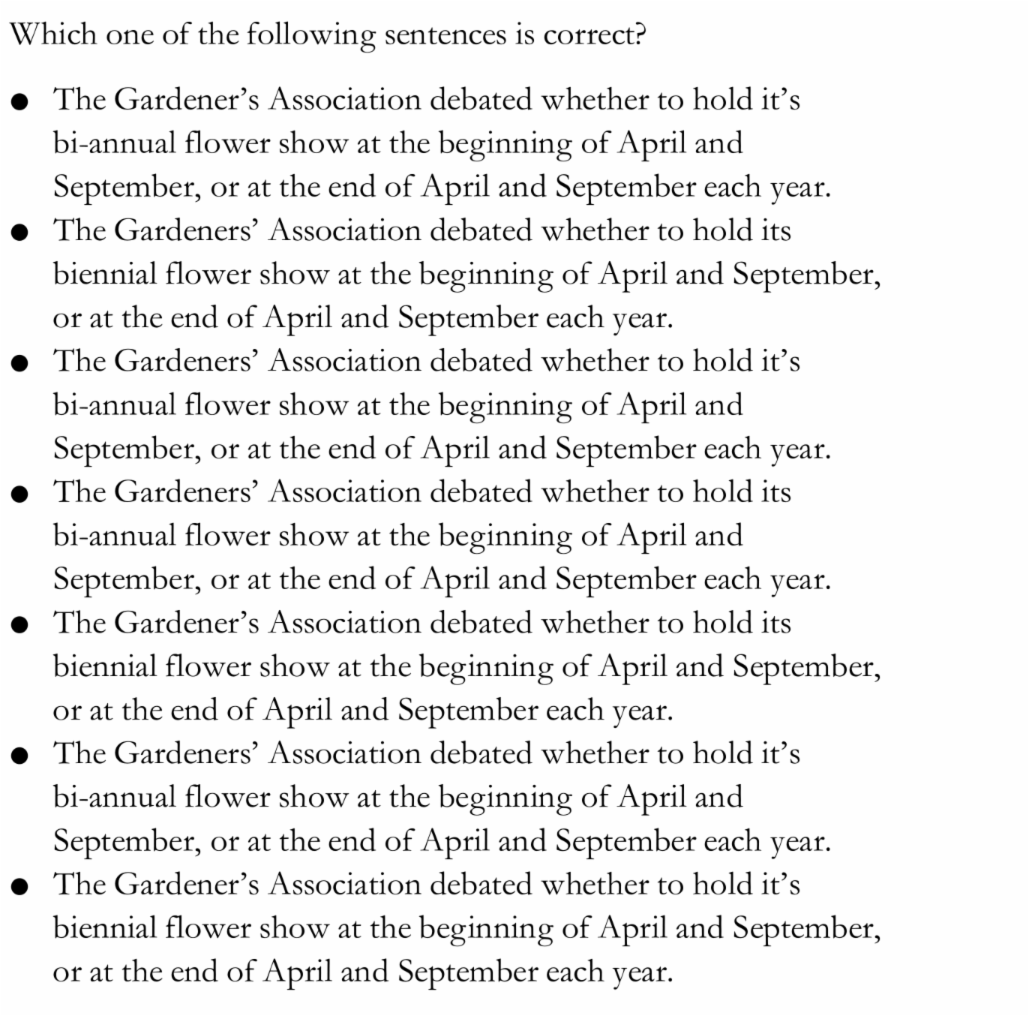 Which one of the following sentences is correct?
● The Gardener’s Association debated whether to hold it’s
bi-annual flower show at the beginning of April and
September, or at the end of April and September each year.
● The Gardeners’ Association debated whether to hold its
biennial flower show at the beginning of April and September,
or at the end of April and September each year.
● The Gardeners’ Association debated whether to hold it’s
bi-annual flower show at the beginning of April and
September, or at the end of April and September each year.
● The Gardeners’ Association debated whether to hold its
bi-annual flower show at the beginning of April and
September, or at the end of April and September each year.
● The Gardener’s Association debated whether to hold its
biennial flower show at the beginning of April and September,
or at the end of April and September each year.
● The Gardeners’ Association debated whether to hold it’s
bi-annual flower show at the beginning of April and
September, or at the end of April and September each year.
● The Gardener’s Association debated whether to hold it’s
biennial flower show at the beginning of April and September,
or at the end of April and September each year.